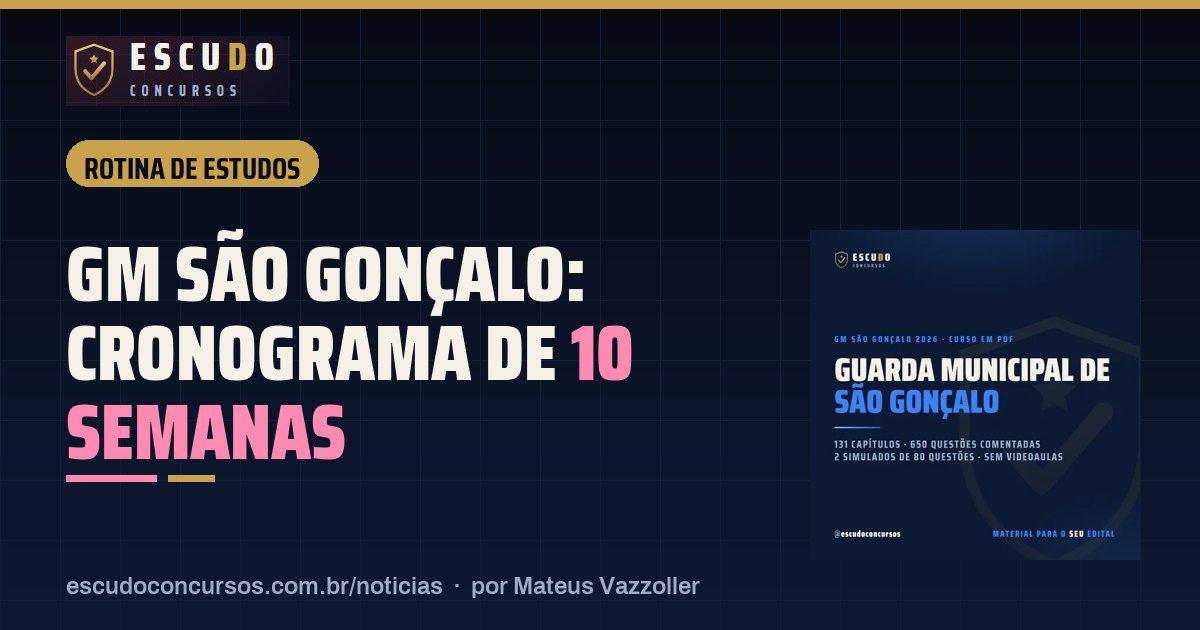 ESCUDO
CONCURSOS
ROTINA DE ESTUDOS
GM SÃO GONÇALO:
CRONOGRAMA DE 10
SEMANAS
ESCUDO
CONCURSOS
GM SÃO GONÇALO 2026 · CURSO EM PDF
GUARDA MUNICIPAL DE
SÃO GONÇALO
131 CAPÍTULOS · 650 QUESTÕES COMENTADAS
2 SIMULADOS DE 80 QUESTÕES · SEM VIDEOAULAS
@escudoconcursos
MATERIAL PARA O SEU EDITAL
escudoconcursos.com.br/noticias · por Mateus Vazzoller